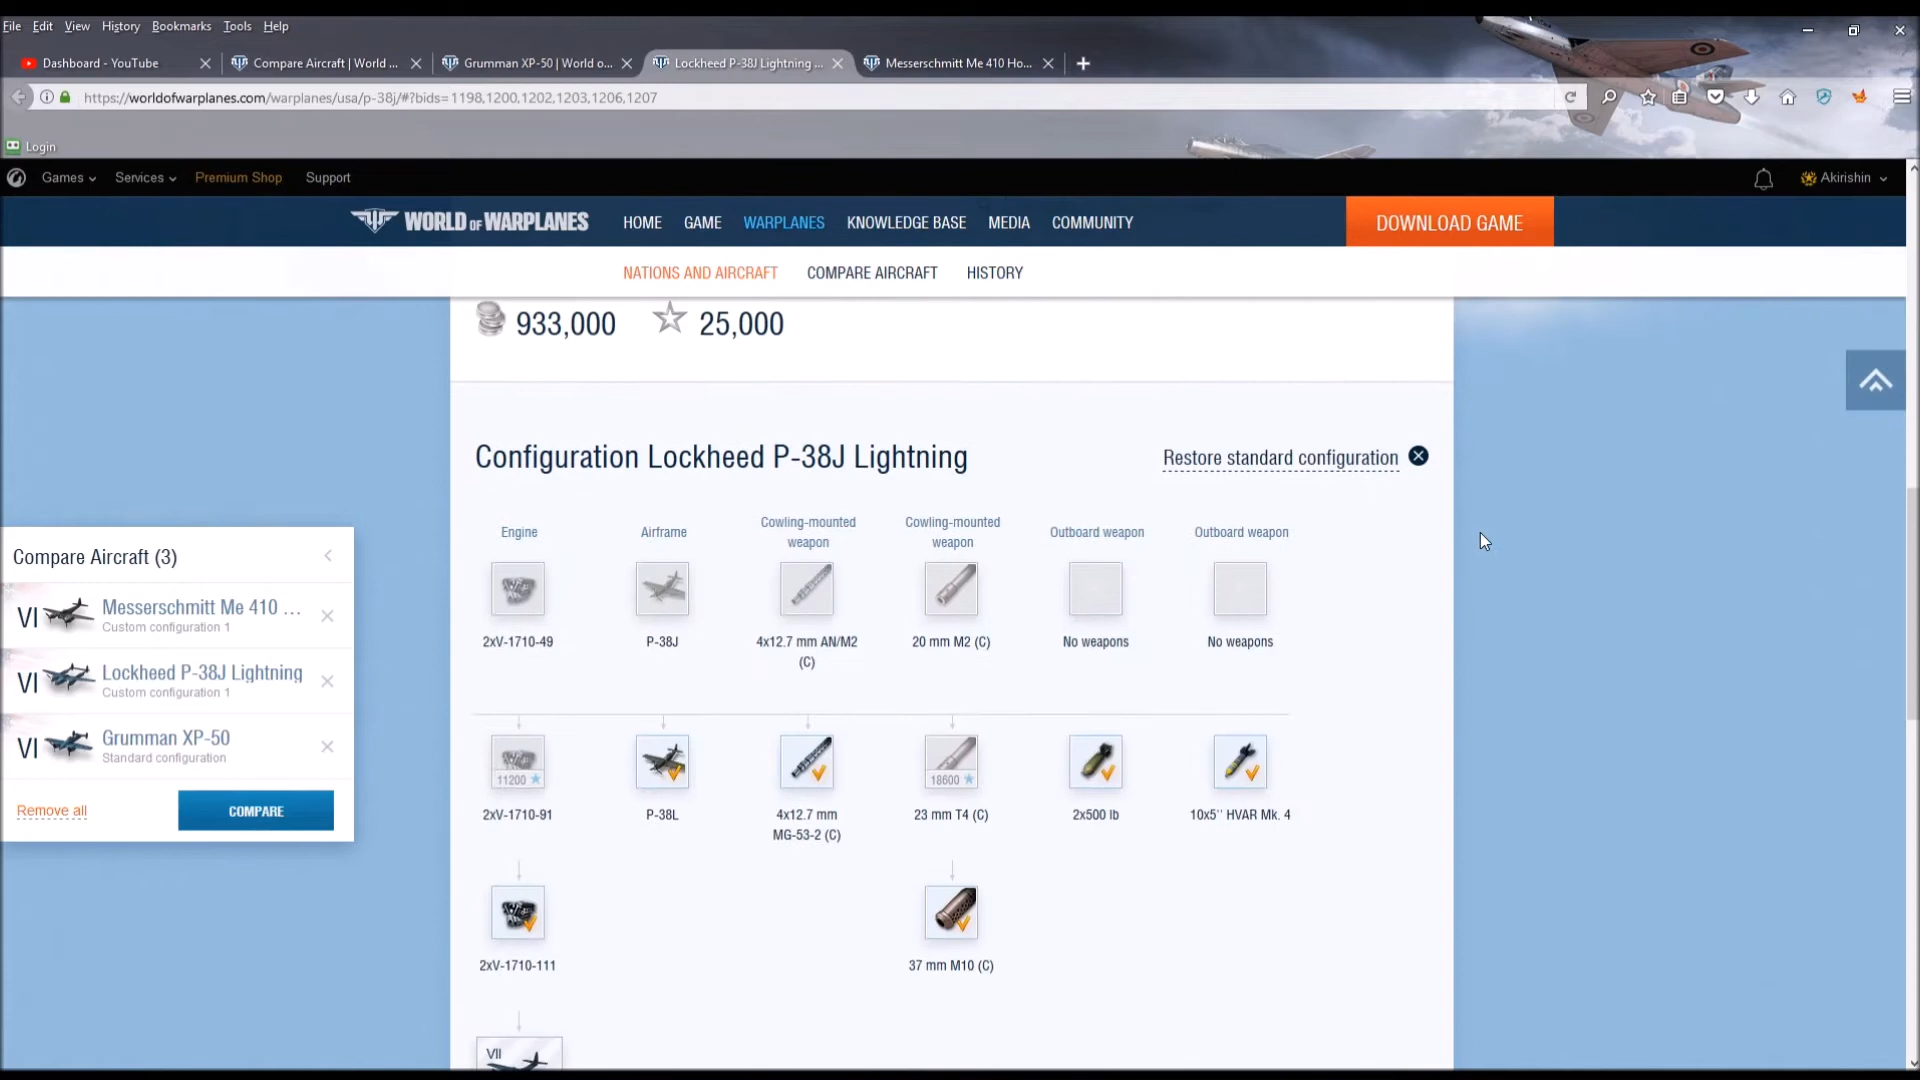 File Edit View History Bookmarks Tools Help
Dashboard - YouTube
Compare Aircraft | World ...
Grumman XP-50 | World o...
Lockheed P-38J Lightning ...
Messerschmitt Me 410 Ho...
https://worldofwarplanes.com/warplanes/usa/p-38j/#?bids=1198,1200,1202,1203,1206,1207
Login
Games Services Premium Shop Support
Akirishin
WORLD OF WARPLANES
HOME GAME WARPLANES KNOWLEDGE BASE MEDIA COMMUNITY
DOWNLOAD GAME
NATIONS AND AIRCRAFT COMPARE AIRCRAFT HISTORY
933,000 25,000
Configuration Lockheed P-38J Lightning
Restore standard configuration
Engine
Airframe
Cowling-mounted
weapon
Cowling-mounted
weapon
Outboard weapon
Outboard weapon
2xV-1710-49
P-38J
4x12.7 mm AN/M2
(C)
20 mm M2 (C)
No weapons
No weapons
11200
18600
2xV-1710-91
P-38L
4x12.7 mm
MG-53-2 (C)
23 mm T4 (C)
2x500 lb
10x5'' HVAR Mk. 4
2xV-1710-111
37 mm M10 (C)
VII
Compare Aircraft (3)
VI
Messerschmitt Me 410 ...
Custom configuration 1
VI
Lockheed P-38J Lightning
Custom configuration 1
VI
Grumman XP-50
Standard configuration
Remove all
COMPARE